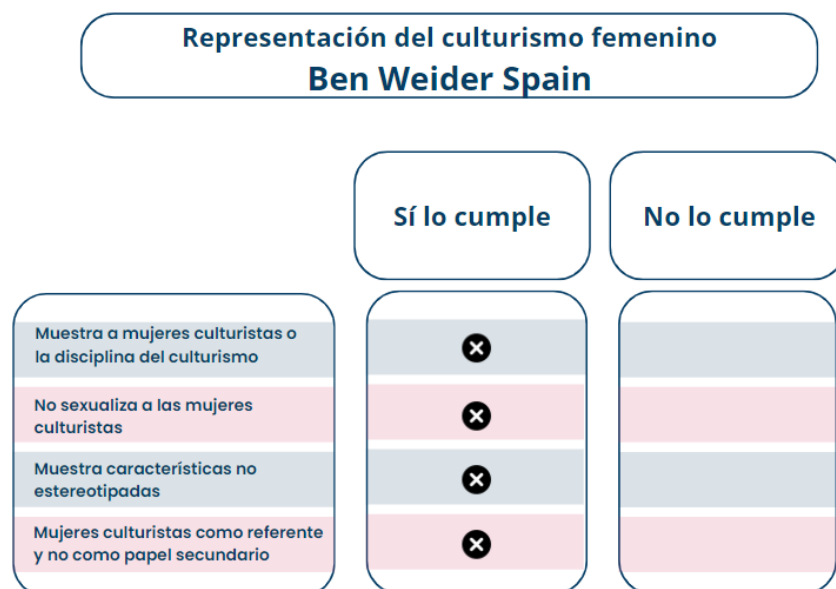 Representación del culturismo femenino
Ben Weider Spain
Sí lo cumple
No lo cumple
Muestra a mujeres culturistas o
la disciplina del culturismo
No sexualiza a las mujeres
culturistas
Muestra características no
estereotipadas
Mujeres culturistas como referente
y no como papel secundario